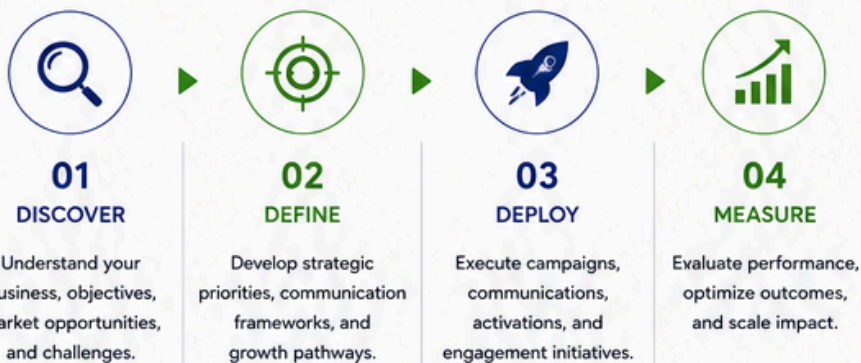 01
DISCOVER
Understand your
usiness, objectives,
arket opportunities,
and challenges.
02
DEFINE
Develop strategic
priorities, communication
frameworks, and
growth pathways.
03
DEPLOY
Execute campaigns,
communications,
activations, and
engagement initiatives.
04
MEASURE
Evaluate performance,
optimize outcomes,
and scale impact.